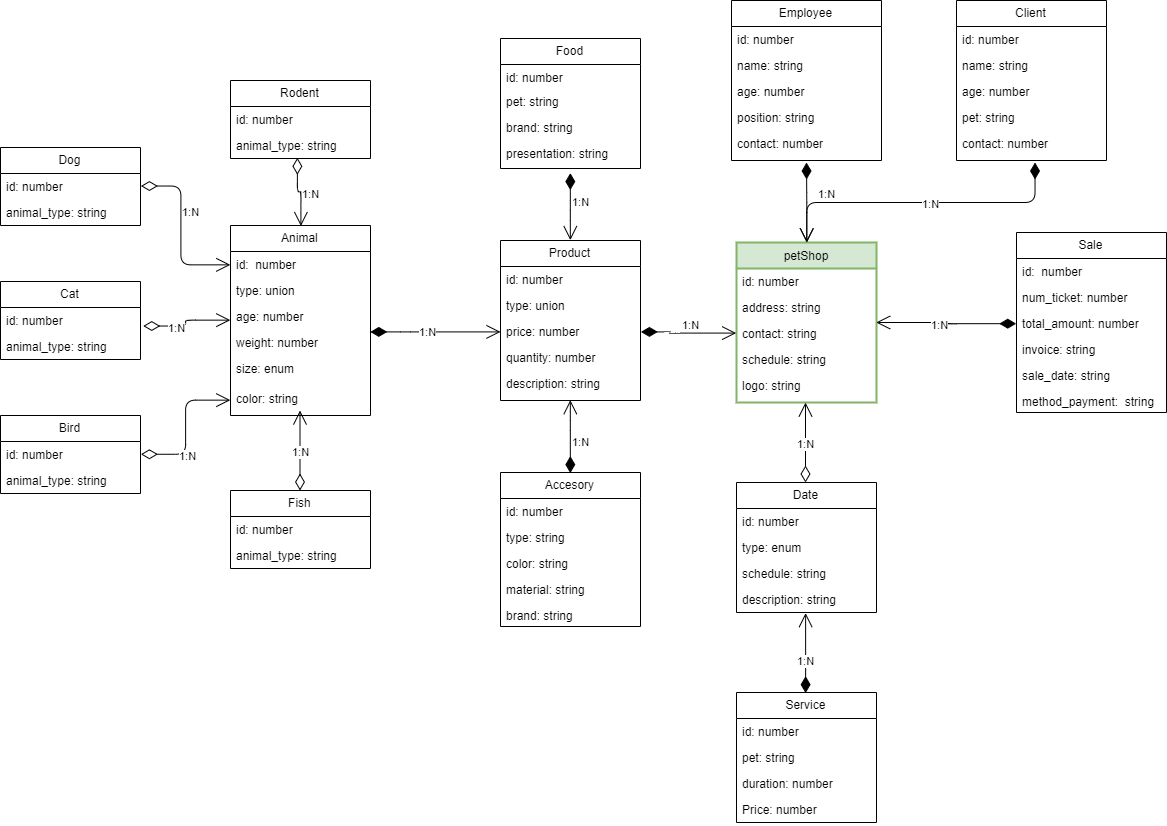 Employee
id: number
name: string
age: number
position: string
contact: number
Client
id: number
name: string
age: number
pet: string
contact: number
Food
id: number
pet: string
brand: string
presentation: string
Rodent
id: number
animal_type: string
Dog
id: number
animal_type: string
1:N
1:N
1:N
1:N
1:N
Animal
id:  number
type: union
age: number
weight: number
size: enum
color: string
Product
id: number
type: union
price: number
quantity: number
description: string
petShop
id: number
address: string
contact: string
schedule: string
logo: string
Sale
id:  number
num_ticket: number
total_amount: number
invoice: string
sale_date: string
method_payment:  string
Cat
id: number
animal_type: string
1:N
1:N
1:N
1:N
Bird
id: number
animal_type: string
1:N
1:N
1:N
1:N
Fish
id: number
animal_type: string
Accesory
id: number
type: string
color: string
material: string
brand: string
Date
id: number
type: enum
schedule: string
description: string
1:N
Service
id: number
pet: string
duration: number
Price: number